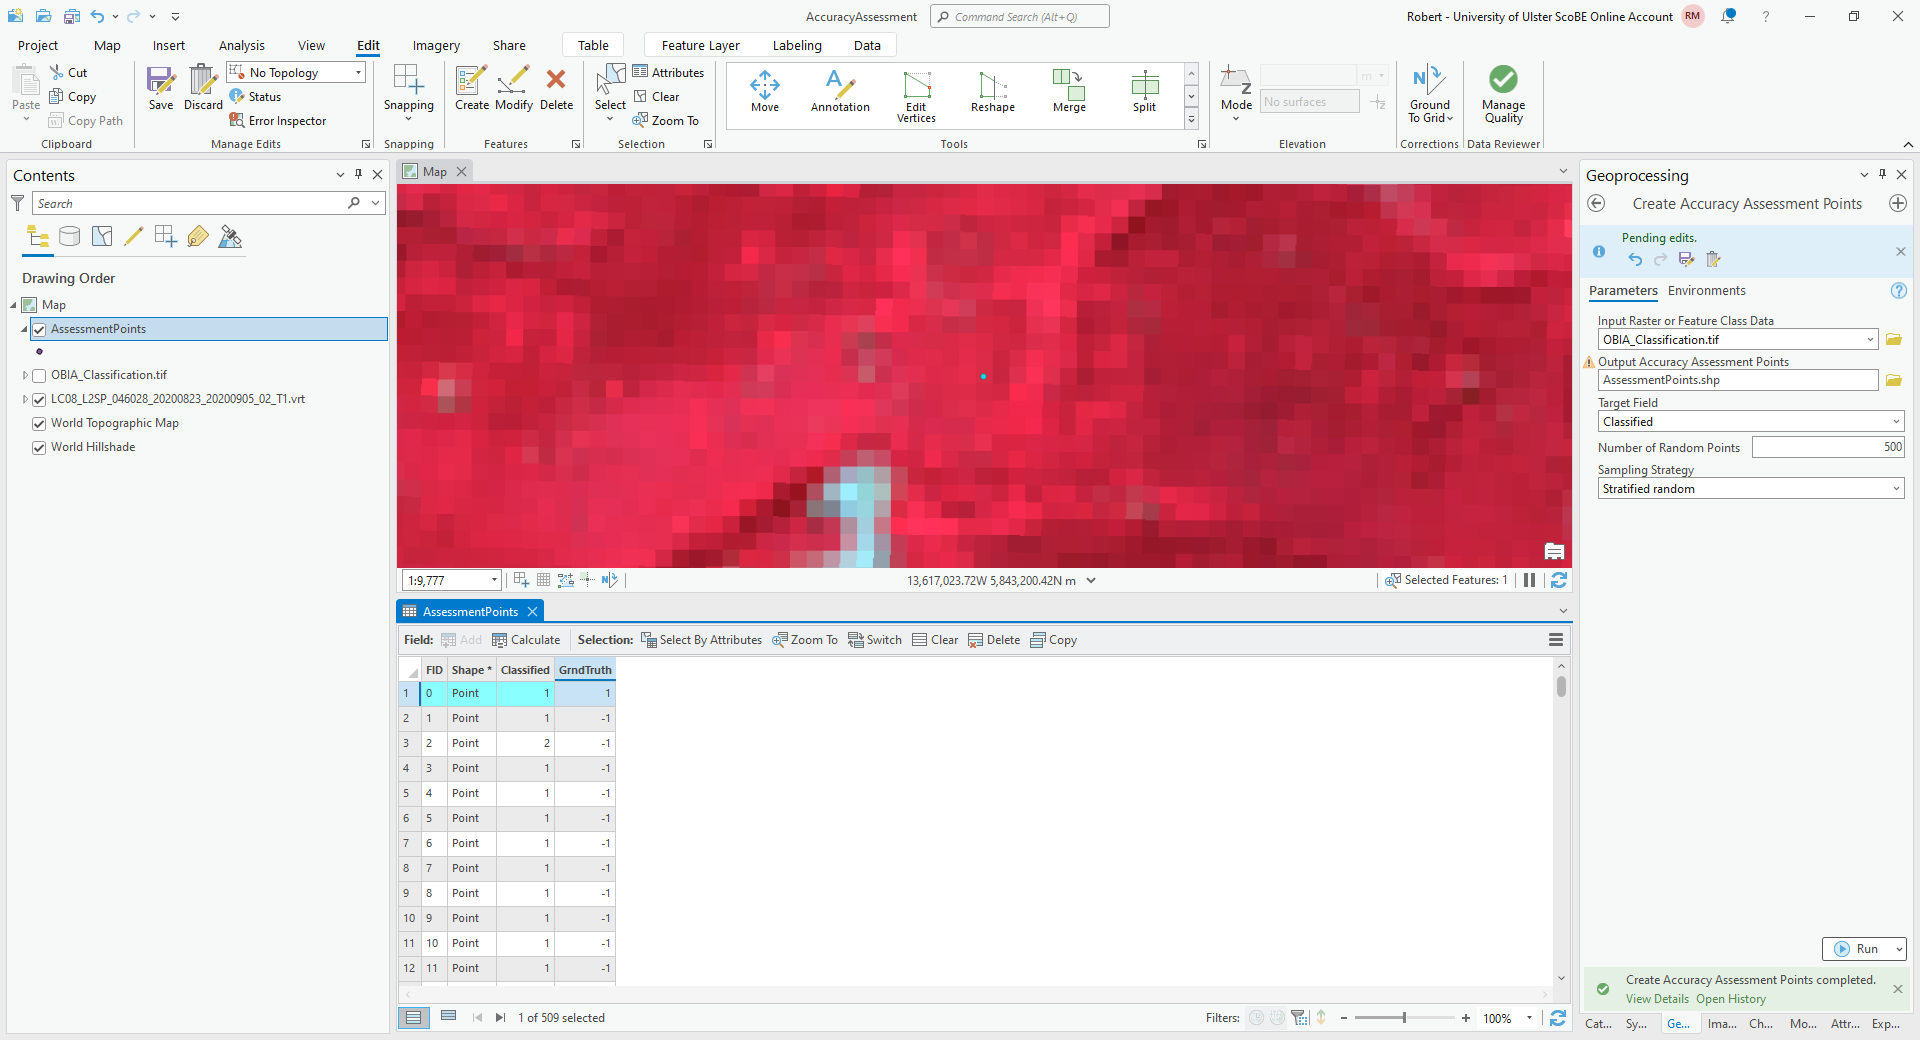 AccuracyAssessment
Command Search (Alt+Q)
Robert - University of Ulster ScoBE Online Account
RM
?
Project
Map
Insert
Analysis
View
Edit
Imagery
Share
Table
Feature Layer
Labeling
Data
Paste
Cut
Copy
Copy Path
Clipboard
Save
Discard
No Topology
Status
Error Inspector
Manage Edits
Snapping
Snapping
Create
Modify
Delete
Features
Select
Attributes
Clear
Zoom To
Selection
Move
Annotation
Edit
Vertices
Reshape
Merge
Split
Tools
Mode
m
No surfaces
Elevation
Ground
To Grid
Corrections
Manage
Quality
Data Reviewer
Contents
Search
Drawing Order
Map
AssessmentPoints
OBIA_Classification.tif
LC08_L2SP_046028_20200823_20200905_02_T1.vrt
World Topographic Map
World Hillshade
Map
1:9,777
13,617,023.72W 5,843,200.42N m
Selected Features: 1
AssessmentPoints
Field: Add Calculate Selection: Select By Attributes Zoom To Switch Clear Delete Copy
FID Shape * Classified GrndTruth
1 0 Point 1 1
2 1 Point 1 -1
3 2 Point 2 -1
4 3 Point 1 -1
5 4 Point 1 -1
6 5 Point 1 -1
7 6 Point 1 -1
8 7 Point 1 -1
9 8 Point 1 -1
10 9 Point 1 -1
11 10 Point 1 -1
12 11 Point 1 -1
1 of 509 selected
Filters:
100%
Geoprocessing
Create Accuracy Assessment Points
Pending edits.
Parameters Environments
?
Input Raster or Feature Class Data
OBIA_Classification.tif
Output Accuracy Assessment Points
AssessmentPoints.shp
Target Field
Classified
Number of Random Points 500
Sampling Strategy
Stratified random
Run
Create Accuracy Assessment Points completed.
View Details Open History
Cat... Sy... Ge... Ima... Ch... Mo... Attr... Exp...